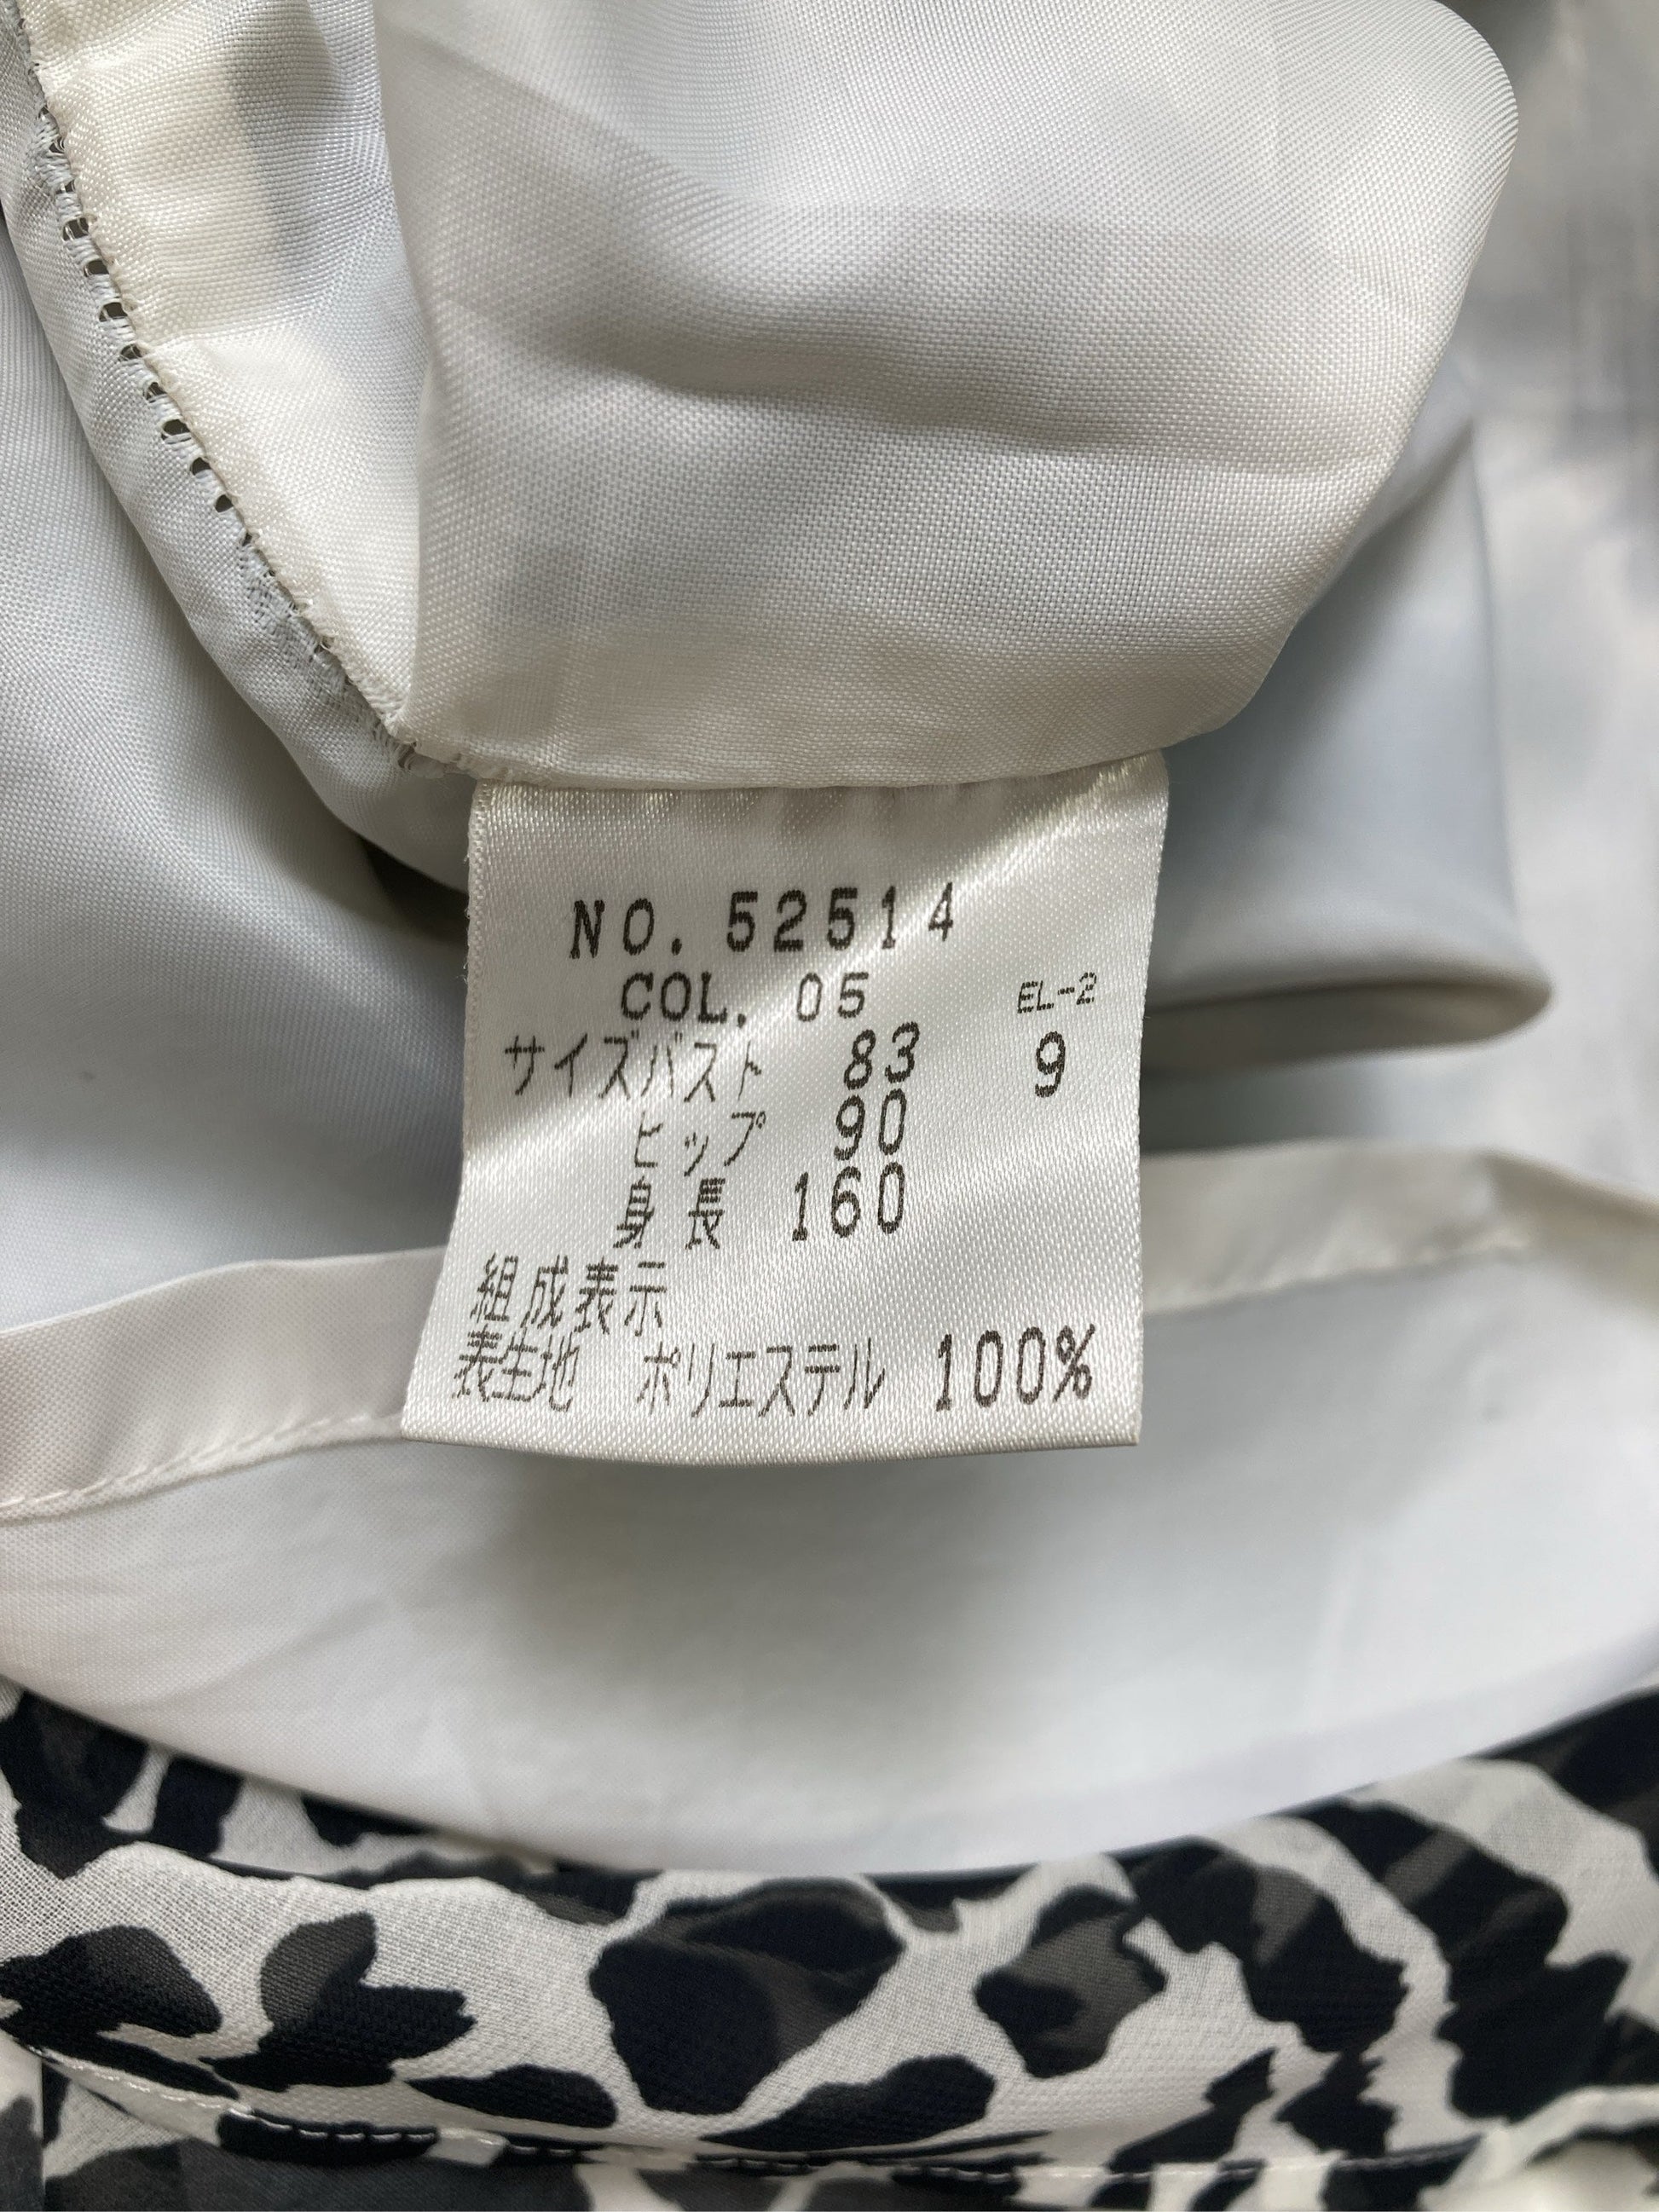 NO. 52514
COL. 05 EL-2
サイズバスト 83 9
ヒップ 90
身長 160
組成表示
表生地 ポリエステル 100%